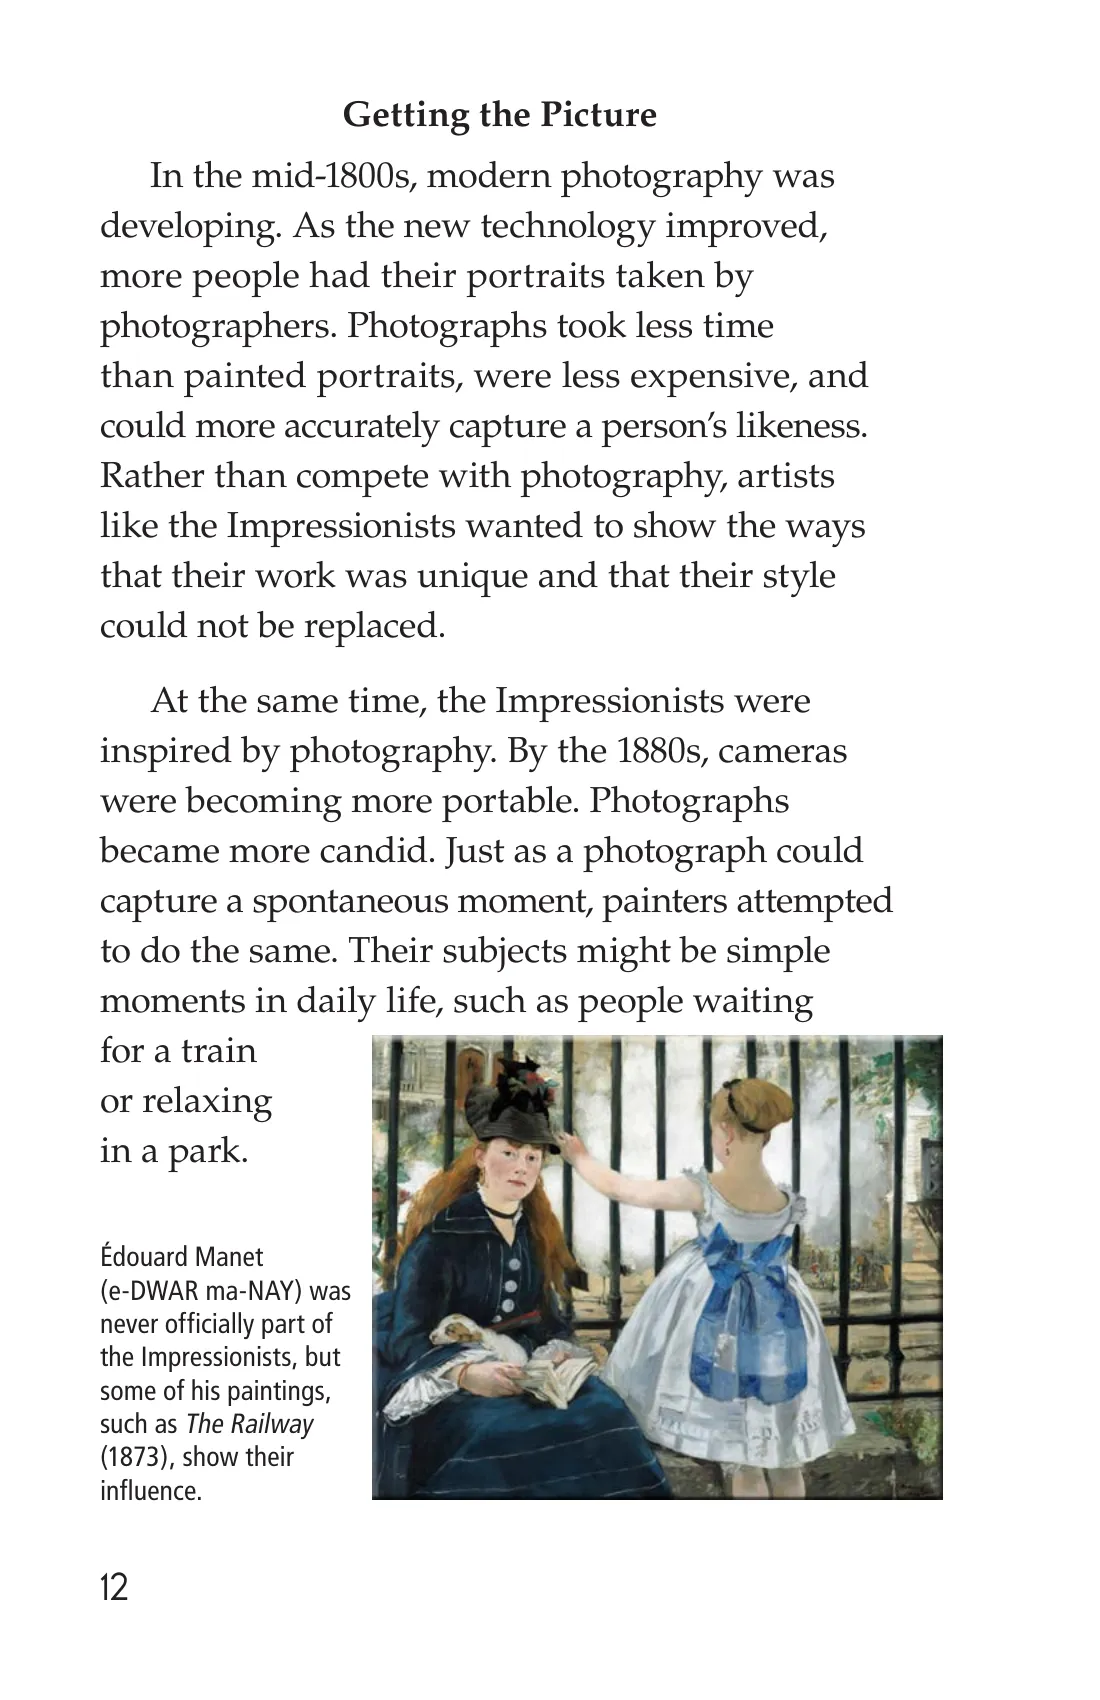 Getting the Picture
In the mid-1800s, modern photography was
developing. As the new technology improved,
more people had their portraits taken by
photographers. Photographs took less time
than painted portraits, were less expensive, and
could more accurately capture a person’s likeness.
Rather than compete with photography, artists
like the Impressionists wanted to show the ways
that their work was unique and that their style
could not be replaced.
At the same time, the Impressionists were
inspired by photography. By the 1880s, cameras
were becoming more portable. Photographs
became more candid. Just as a photograph could
capture a spontaneous moment, painters attempted
to do the same. Their subjects might be simple
moments in daily life, such as people waiting
for a train
or relaxing
in a park.
Édouard Manet
(e-DWAR ma-NAY) was
never officially part of
the Impressionists, but
some of his paintings,
such as The Railway
(1873), show their
influence.
12